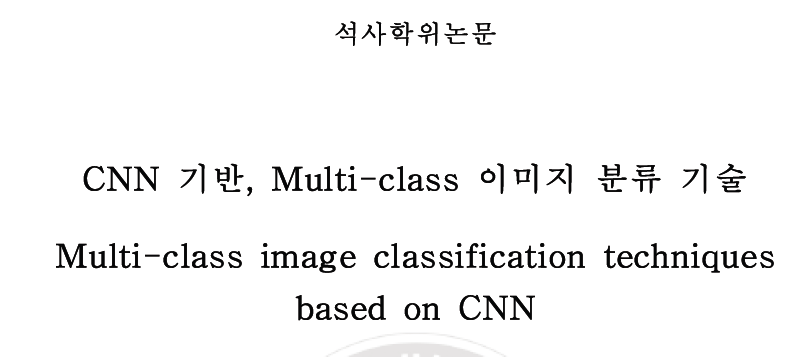 석사학위논문
CNN 기반, Multi-class 이미지 분류 기술
Multi-class image classification techniques
based on CNN